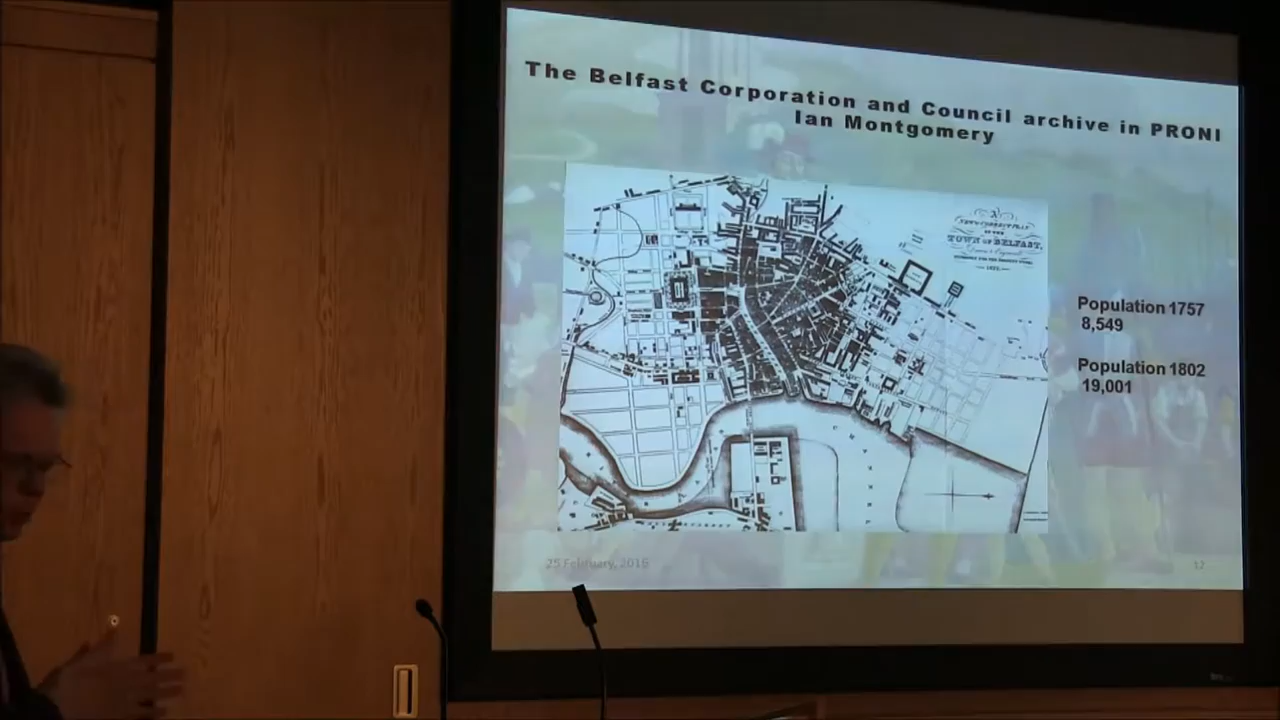 The Belfast Corporation and Council archive in PRONI
Ian Montgomery
TOWN OF BELFAST,
Population 1757
8,549
Population 1802
19,001
25 February, 2016
12